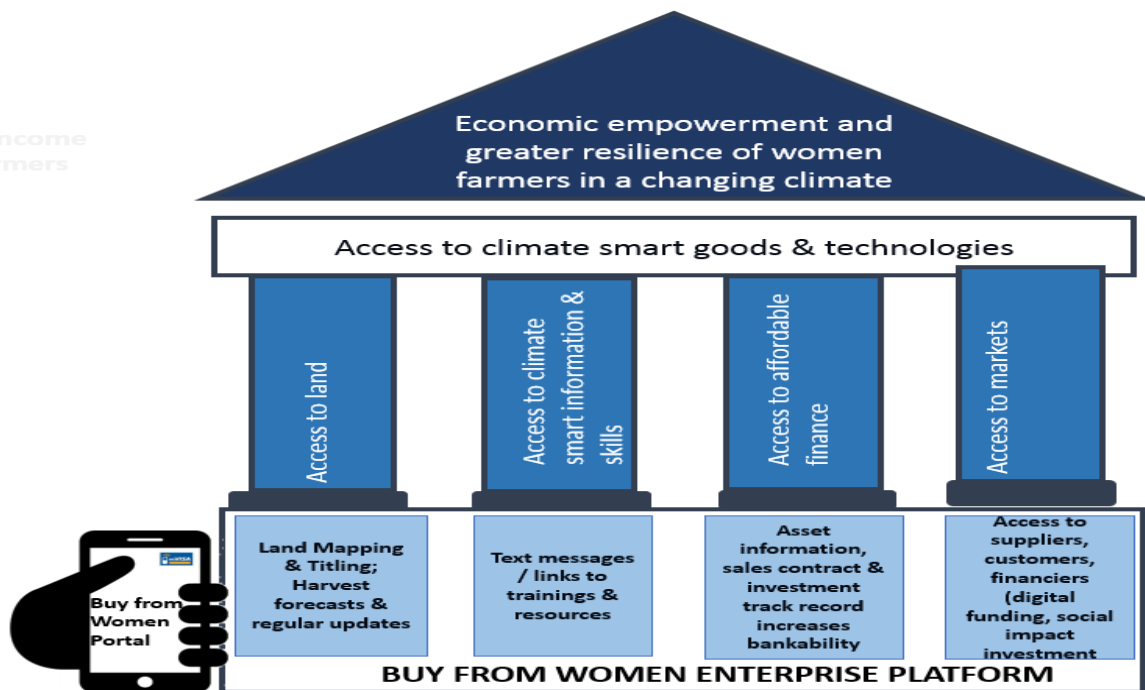 Economic empowerment and
greater resilience of women
farmers in a changing climate
ncome
rmers
Access to climate smart goods & technologies
Access to land
Access to climate
smart information &
skills
Access to affordable
finance
Access to markets
Land Mapping
& Titling;
Harvest
forecasts &
regular updates
Text messages
/ links to
trainings &
resources
Asset
information,
sales contract &
investment
track record
increases
bankability
Access to
suppliers,
customers,
financiers
(digital
funding, social
impact
investment
Buy from
Women
Portal
BUY FROM WOMEN ENTERPRISE PLATFORM